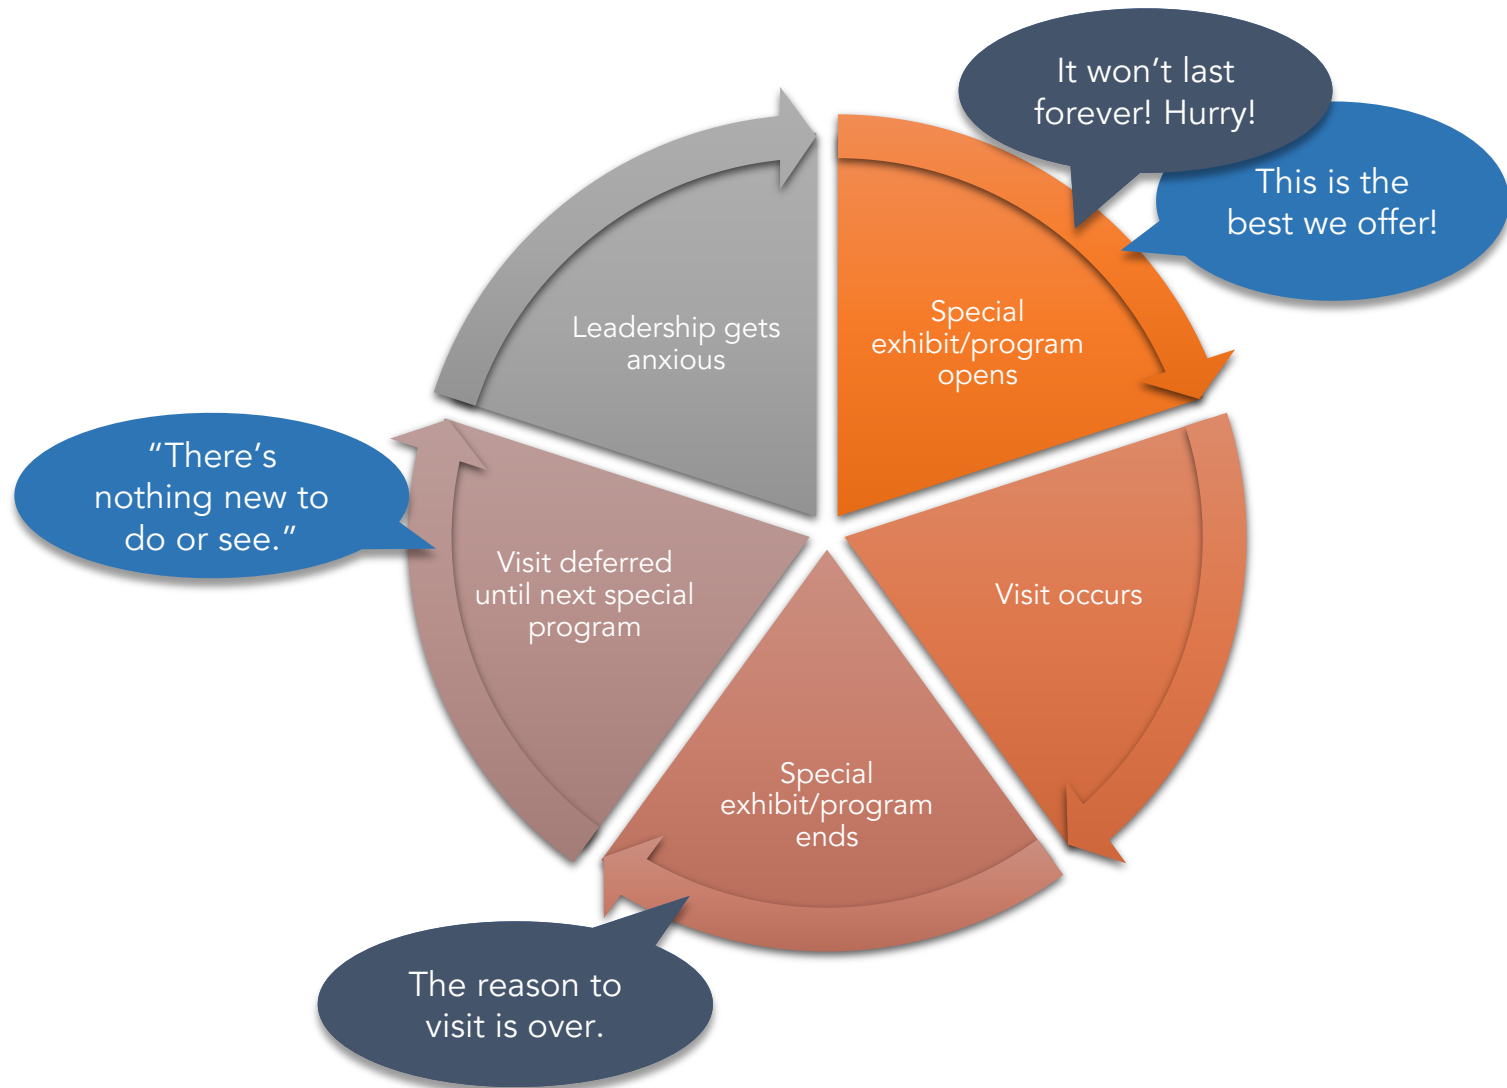 It won’t last
forever! Hurry!
This is the
best we offer!
Special
exhibit/program
opens
Visit occurs
Special
exhibit/program
ends
The reason to
visit is over.
Visit deferred
until next special
program
“There’s
nothing new to
do or see.”
Leadership gets
anxious